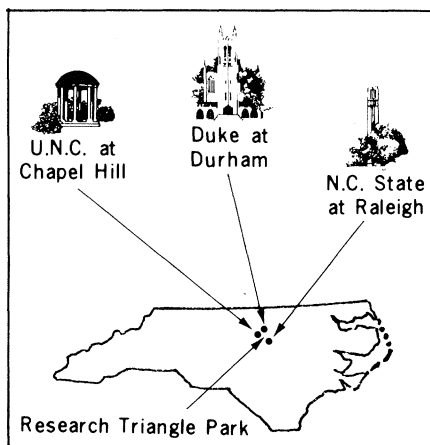 U.N.C. at
Chapel Hill
Duke at
Durham
N.C. State
at Raleigh
Research Triangle Park